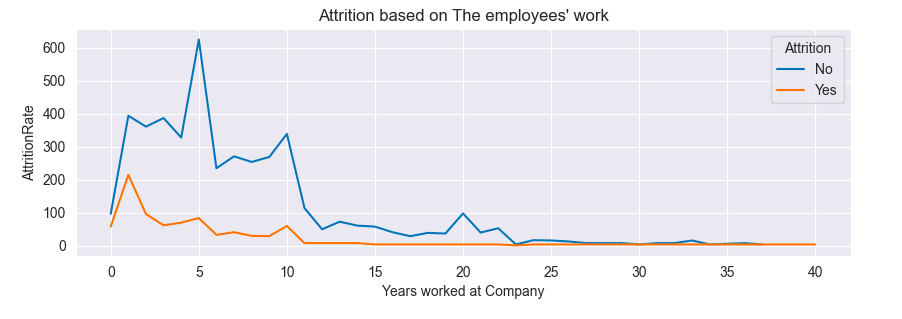 Attrition based on The employees' work
AttritionRate
600
500
400
300
200
100
0
Attrition
No
Yes
0 5 10 15 20 25 30 35 40
Years worked at Company